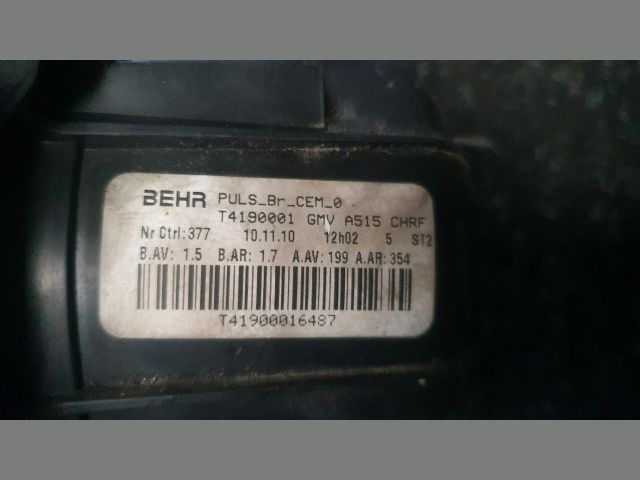 BEHR PULS_Br_CEM_0
T4190001 GMV A515 CHRF
Nr Ctrl:377 10.11.10 12h02 5 ST2
B.AV: 1.5 B.AR: 1.7 A.AV: 199 A.AR: 354
T41900016487